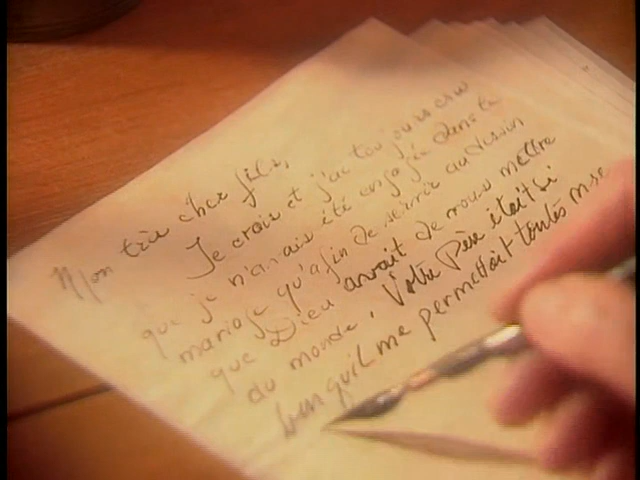 Mon très cher fils,
Je crois et j'ai toujours cru
que je n'avais été engagée dans le
mariage qu'afin de servir au dessein
que Dieu avait de nous mettre
du monde. Votre Père était si
bon qu'il me permettait toutes mes